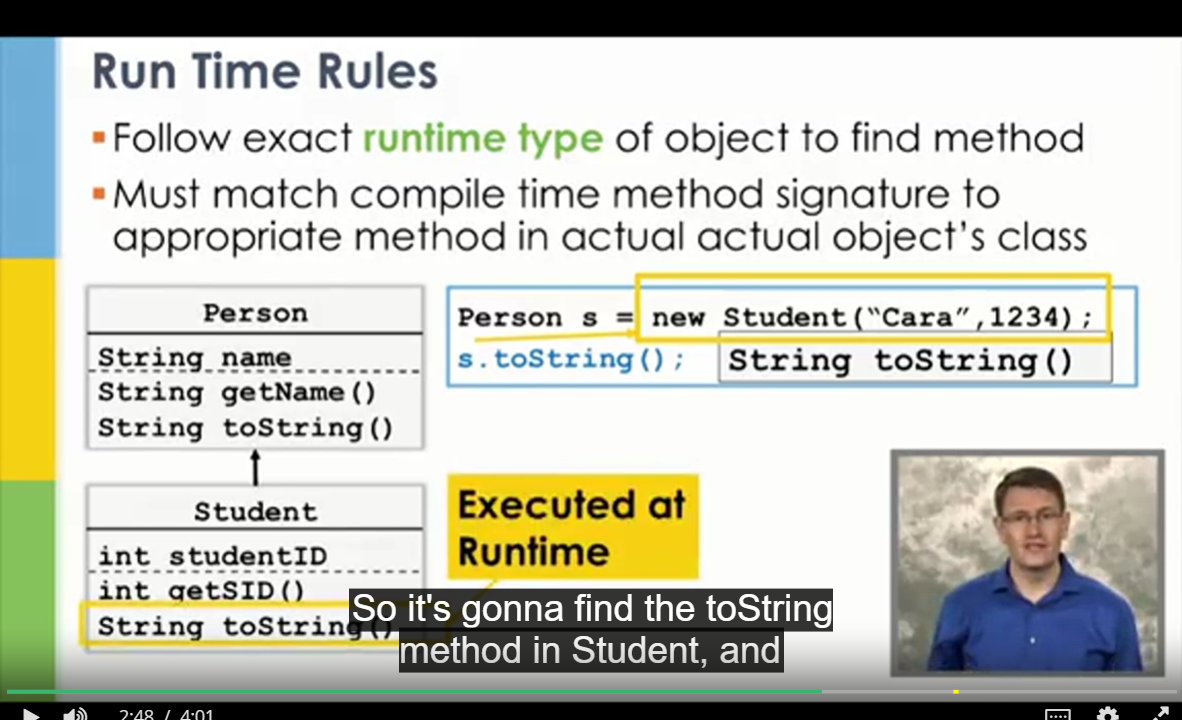 Run Time Rules
Follow exact runtime type of object to find method
Must match compile time method signature to
appropriate method in actual actual object's class
Person
String name
String getName()
String toString()
Student
int studentID
int getSID()
String toString()
Person s = new Student("Cara",1234);
s.toString();
String toString()
Executed at
Runtime
So it's gonna find the toString
method in Student, and
2:48 / 4:01